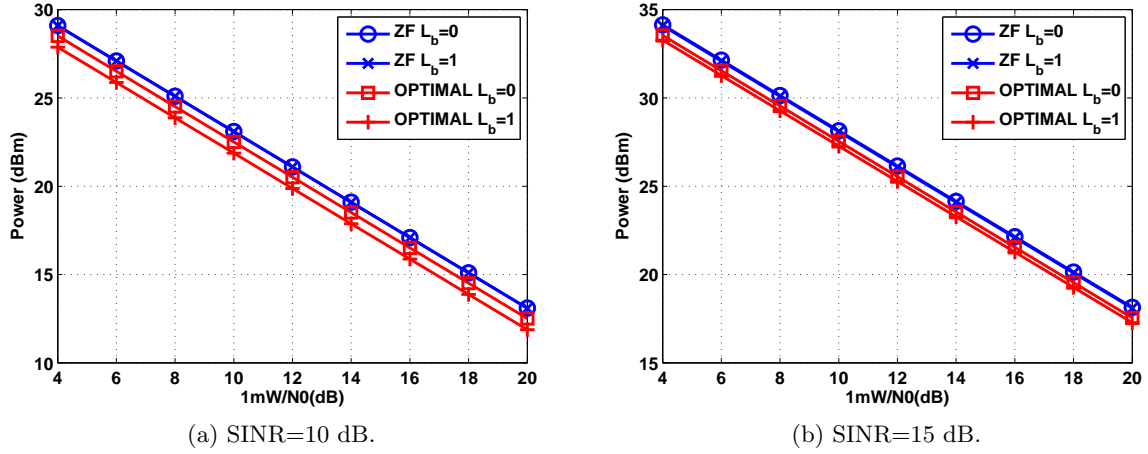 30
25
20
15
10
Power (dBm)
4 6 8 10 12 14 16 18 20
1mW/N0(dB)
ZF L_b=0
ZF L_b=1
OPTIMAL L_b=0
OPTIMAL L_b=1
(a) SINR=10 dB.
35
30
25
20
15
Power (dBm)
4 6 8 10 12 14 16 18 20
1mW/N0(dB)
ZF L_b=0
ZF L_b=1
OPTIMAL L_b=0
OPTIMAL L_b=1
(b) SINR=15 dB.